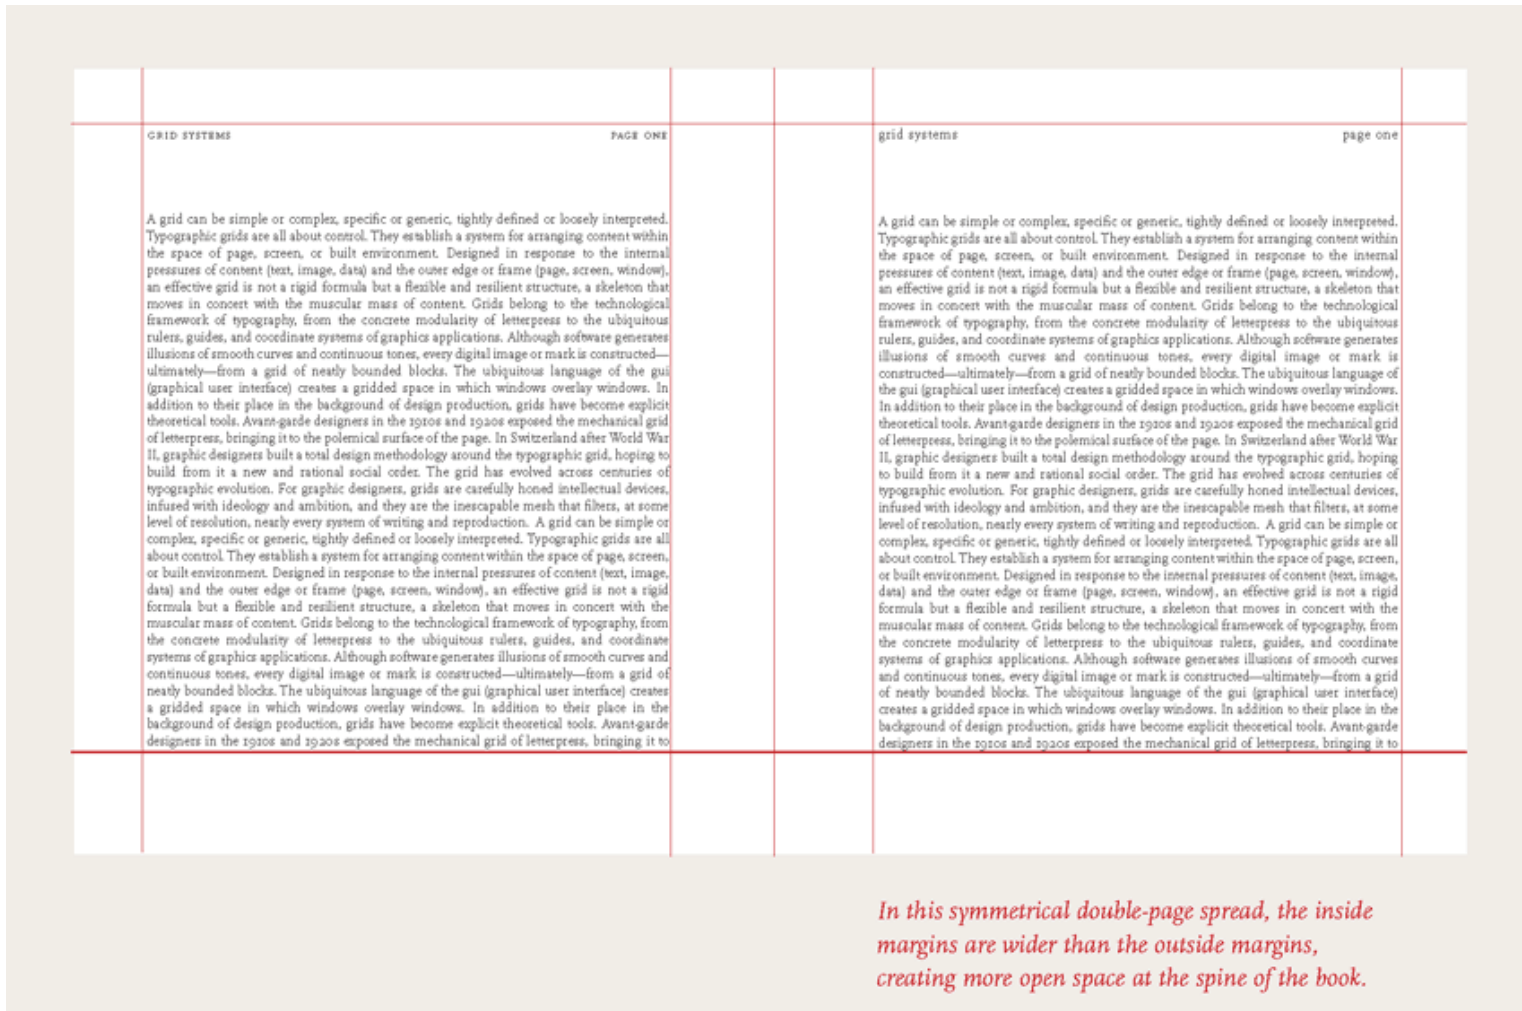 GRID SYSTEMS PAGE ONE
A grid can be simple or complex, specific or generic, tightly defined or loosely interpreted.
Typographic grids are all about control. They establish a system for arranging content within
the space of page, screen, or built environment. Designed in response to the internal
pressures of content (text, image, data) and the outer edge or frame (page, screen, window),
an effective grid is not a rigid formula but a flexible and resilient structure, a skeleton that
moves in concert with the muscular mass of content. Grids belong to the technological
framework of typography, from the concrete modularity of letterpress to the ubiquitous
rulers, guides, and coordinate systems of graphics applications. Although software generates
illusions of smooth curves and continuous tones, every digital image or mark is constructed—
ultimately—from a grid of neatly bounded blocks. The ubiquitous language of the gui
(graphical user interface) creates a gridded space in which windows overlay windows. In
addition to their place in the background of design production, grids have become explicit
theoretical tools. Avant-garde designers in the 1910s and 1920s exposed the mechanical grid
of letterpress, bringing it to the polemical surface of the page. In Switzerland after World War
II, graphic designers built a total design methodology around the typographic grid, hoping to
build from it a new and rational social order. The grid has evolved across centuries of
typographic evolution. For graphic designers, grids are carefully honed intellectual devices,
infused with ideology and ambition, and they are the inescapable mesh that filters, at some
level of resolution, nearly every system of writing and reproduction. A grid can be simple or
complex, specific or generic, tightly defined or loosely interpreted. Typographic grids are all
about control. They establish a system for arranging content within the space of page, screen,
or built environment. Designed in response to the internal pressures of content (text, image,
data) and the outer edge or frame (page, screen, window), an effective grid is not a rigid
formula but a flexible and resilient structure, a skeleton that moves in concert with the
muscular mass of content. Grids belong to the technological framework of typography, from
the concrete modularity of letterpress to the ubiquitous rulers, guides, and coordinate
systems of graphics applications. Although software generates illusions of smooth curves and
continuous tones, every digital image or mark is constructed—ultimately—from a grid of
neatly bounded blocks. The ubiquitous language of the gui (graphical user interface) creates
a gridded space in which windows overlay windows. In addition to their place in the
background of design production, grids have become explicit theoretical tools. Avant-garde
designers in the 1910s and 1920s exposed the mechanical grid of letterpress, bringing it to
grid systems page one
A grid can be simple or complex, specific or generic, tightly defined or loosely interpreted.
Typographic grids are all about control. They establish a system for arranging content within
the space of page, screen, or built environment. Designed in response to the internal
pressures of content (text, image, data) and the outer edge or frame (page, screen, window),
an effective grid is not a rigid formula but a flexible and resilient structure, a skeleton that
moves in concert with the muscular mass of content. Grids belong to the technological
framework of typography, from the concrete modularity of letterpress to the ubiquitous
rulers, guides, and coordinate systems of graphics applications. Although software generates
illusions of smooth curves and continuous tones, every digital image or mark is
constructed—ultimately—from a grid of neatly bounded blocks. The ubiquitous language of
the gui (graphical user interface) creates a gridded space in which windows overlay windows.
In addition to their place in the background of design production, grids have become explicit
theoretical tools. Avant-garde designers in the 1910s and 1920s exposed the mechanical grid
of letterpress, bringing it to the polemical surface of the page. In Switzerland after World War
II, graphic designers built a total design methodology around the typographic grid, hoping
to build from it a new and rational social order. The grid has evolved across centuries of
typographic evolution. For graphic designers, grids are carefully honed intellectual devices,
infused with ideology and ambition, and they are the inescapable mesh that filters, at some
level of resolution, nearly every system of writing and reproduction. A grid can be simple or
complex, specific or generic, tightly defined or loosely interpreted. Typographic grids are all
about control. They establish a system for arranging content within the space of page, screen,
or built environment. Designed in response to the internal pressures of content (text, image,
data) and the outer edge or frame (page, screen, window), an effective grid is not a rigid
formula but a flexible and resilient structure, a skeleton that moves in concert with the
muscular mass of content. Grids belong to the technological framework of typography, from
the concrete modularity of letterpress to the ubiquitous rulers, guides, and coordinate
systems of graphics applications. Although software generates illusions of smooth curves
and continuous tones, every digital image or mark is constructed—ultimately—from a grid
of neatly bounded blocks. The ubiquitous language of the gui (graphical user interface)
creates a gridded space in which windows overlay windows. In addition to their place in the
background of design production, grids have become explicit theoretical tools. Avant-garde
designers in the 1910s and 1920s exposed the mechanical grid of letterpress, bringing it to
In this symmetrical double-page spread, the inside
margins are wider than the outside margins,
creating more open space at the spine of the book.